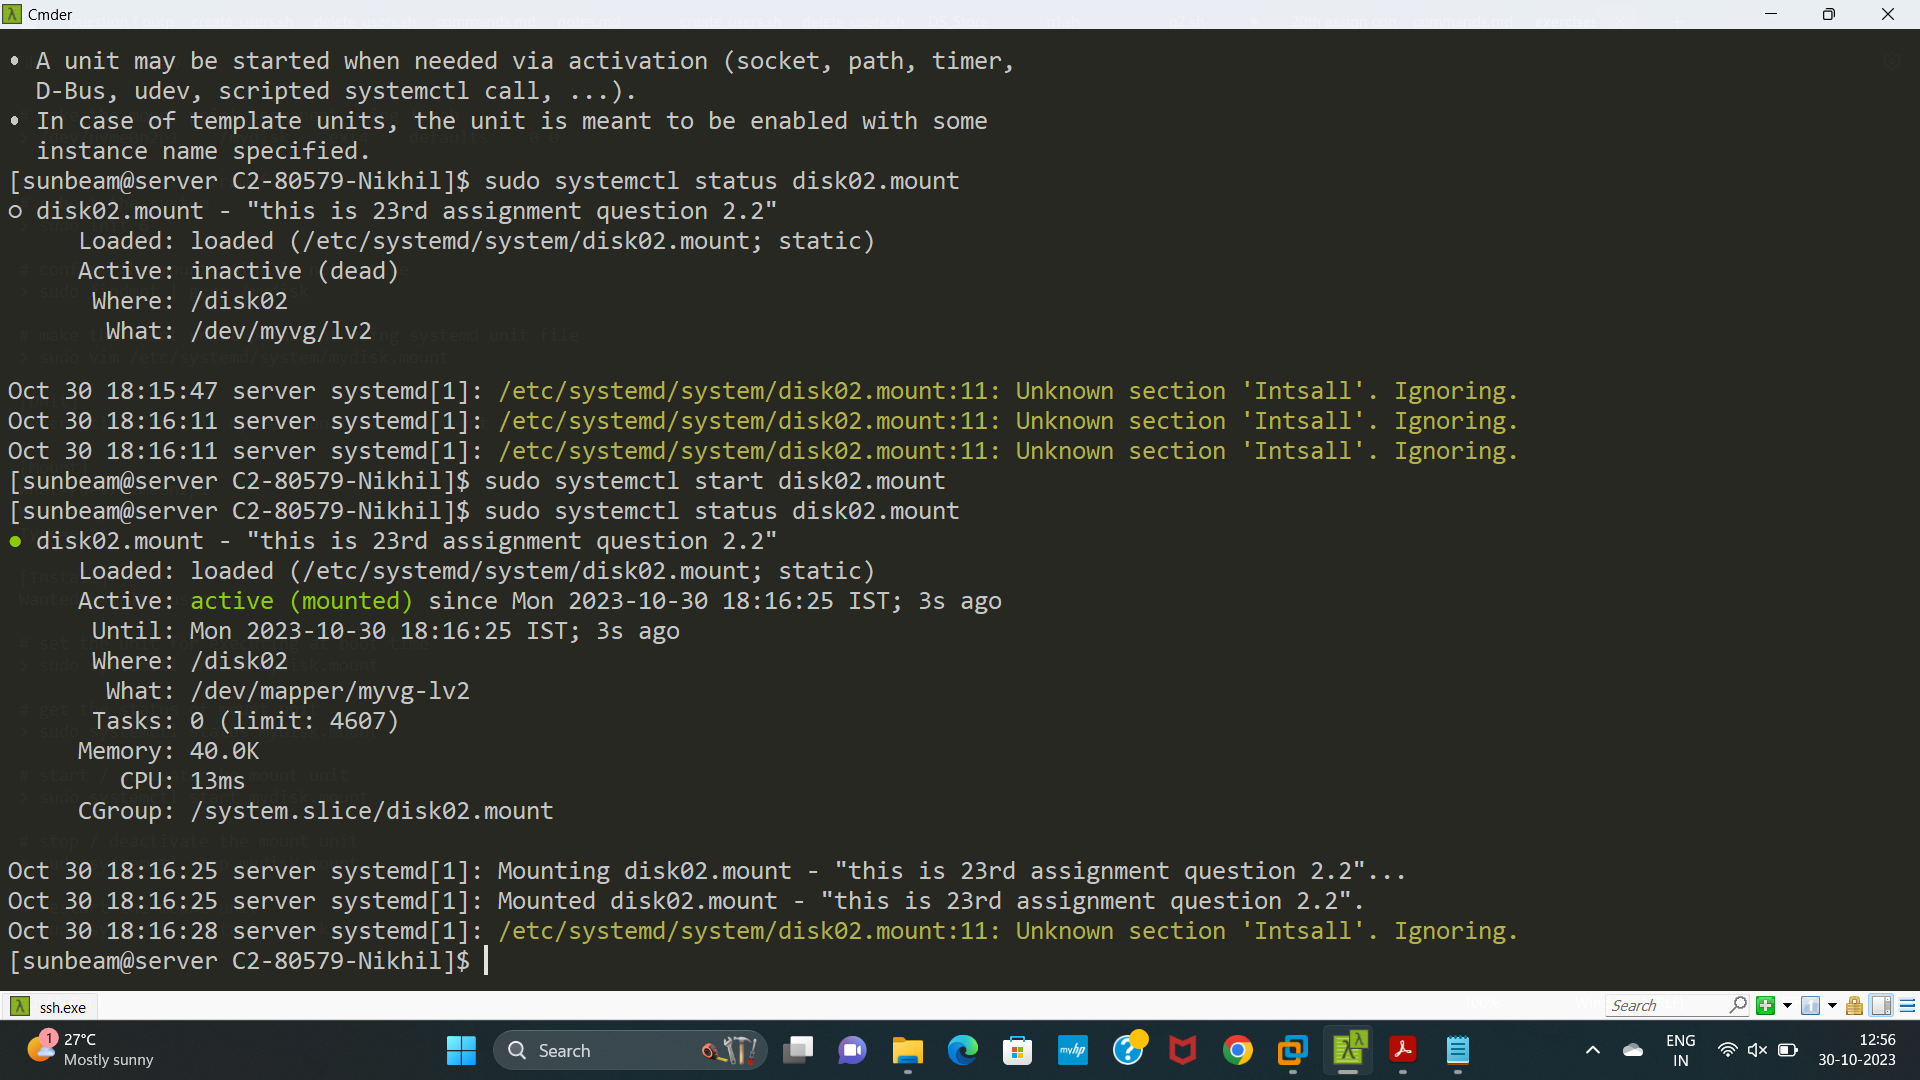 Cmder
• A unit may be started when needed via activation (socket, path, timer,
D-Bus, udev, scripted systemctl call, ...).
• In case of template units, the unit is meant to be enabled with some
instance name specified.
[sunbeam@server C2-80579-Nikhil]$ sudo systemctl status disk02.mount
○ disk02.mount - "this is 23rd assignment question 2.2"
Loaded: loaded (/etc/systemd/system/disk02.mount; static)
Active: inactive (dead)
Where: /disk02
What: /dev/myvg/lv2
Oct 30 18:15:47 server systemd[1]: /etc/systemd/system/disk02.mount:11: Unknown section 'Intsall'. Ignoring.
Oct 30 18:16:11 server systemd[1]: /etc/systemd/system/disk02.mount:11: Unknown section 'Intsall'. Ignoring.
Oct 30 18:16:11 server systemd[1]: /etc/systemd/system/disk02.mount:11: Unknown section 'Intsall'. Ignoring.
[sunbeam@server C2-80579-Nikhil]$ sudo systemctl start disk02.mount
[sunbeam@server C2-80579-Nikhil]$ sudo systemctl status disk02.mount
● disk02.mount - "this is 23rd assignment question 2.2"
Loaded: loaded (/etc/systemd/system/disk02.mount; static)
Active: active (mounted) since Mon 2023-10-30 18:16:25 IST; 3s ago
Until: Mon 2023-10-30 18:16:25 IST; 3s ago
Where: /disk02
What: /dev/mapper/myvg-lv2
Tasks: 0 (limit: 4607)
Memory: 40.0K
CPU: 13ms
CGroup: /system.slice/disk02.mount
Oct 30 18:16:25 server systemd[1]: Mounting disk02.mount - "this is 23rd assignment question 2.2"...
Oct 30 18:16:25 server systemd[1]: Mounted disk02.mount - "this is 23rd assignment question 2.2".
Oct 30 18:16:28 server systemd[1]: /etc/systemd/system/disk02.mount:11: Unknown section 'Intsall'. Ignoring.
[sunbeam@server C2-80579-Nikhil]$
ssh.exe
Search
1
27°C
Mostly sunny
Search
myhp
ENG
IN
12:56
30-10-2023